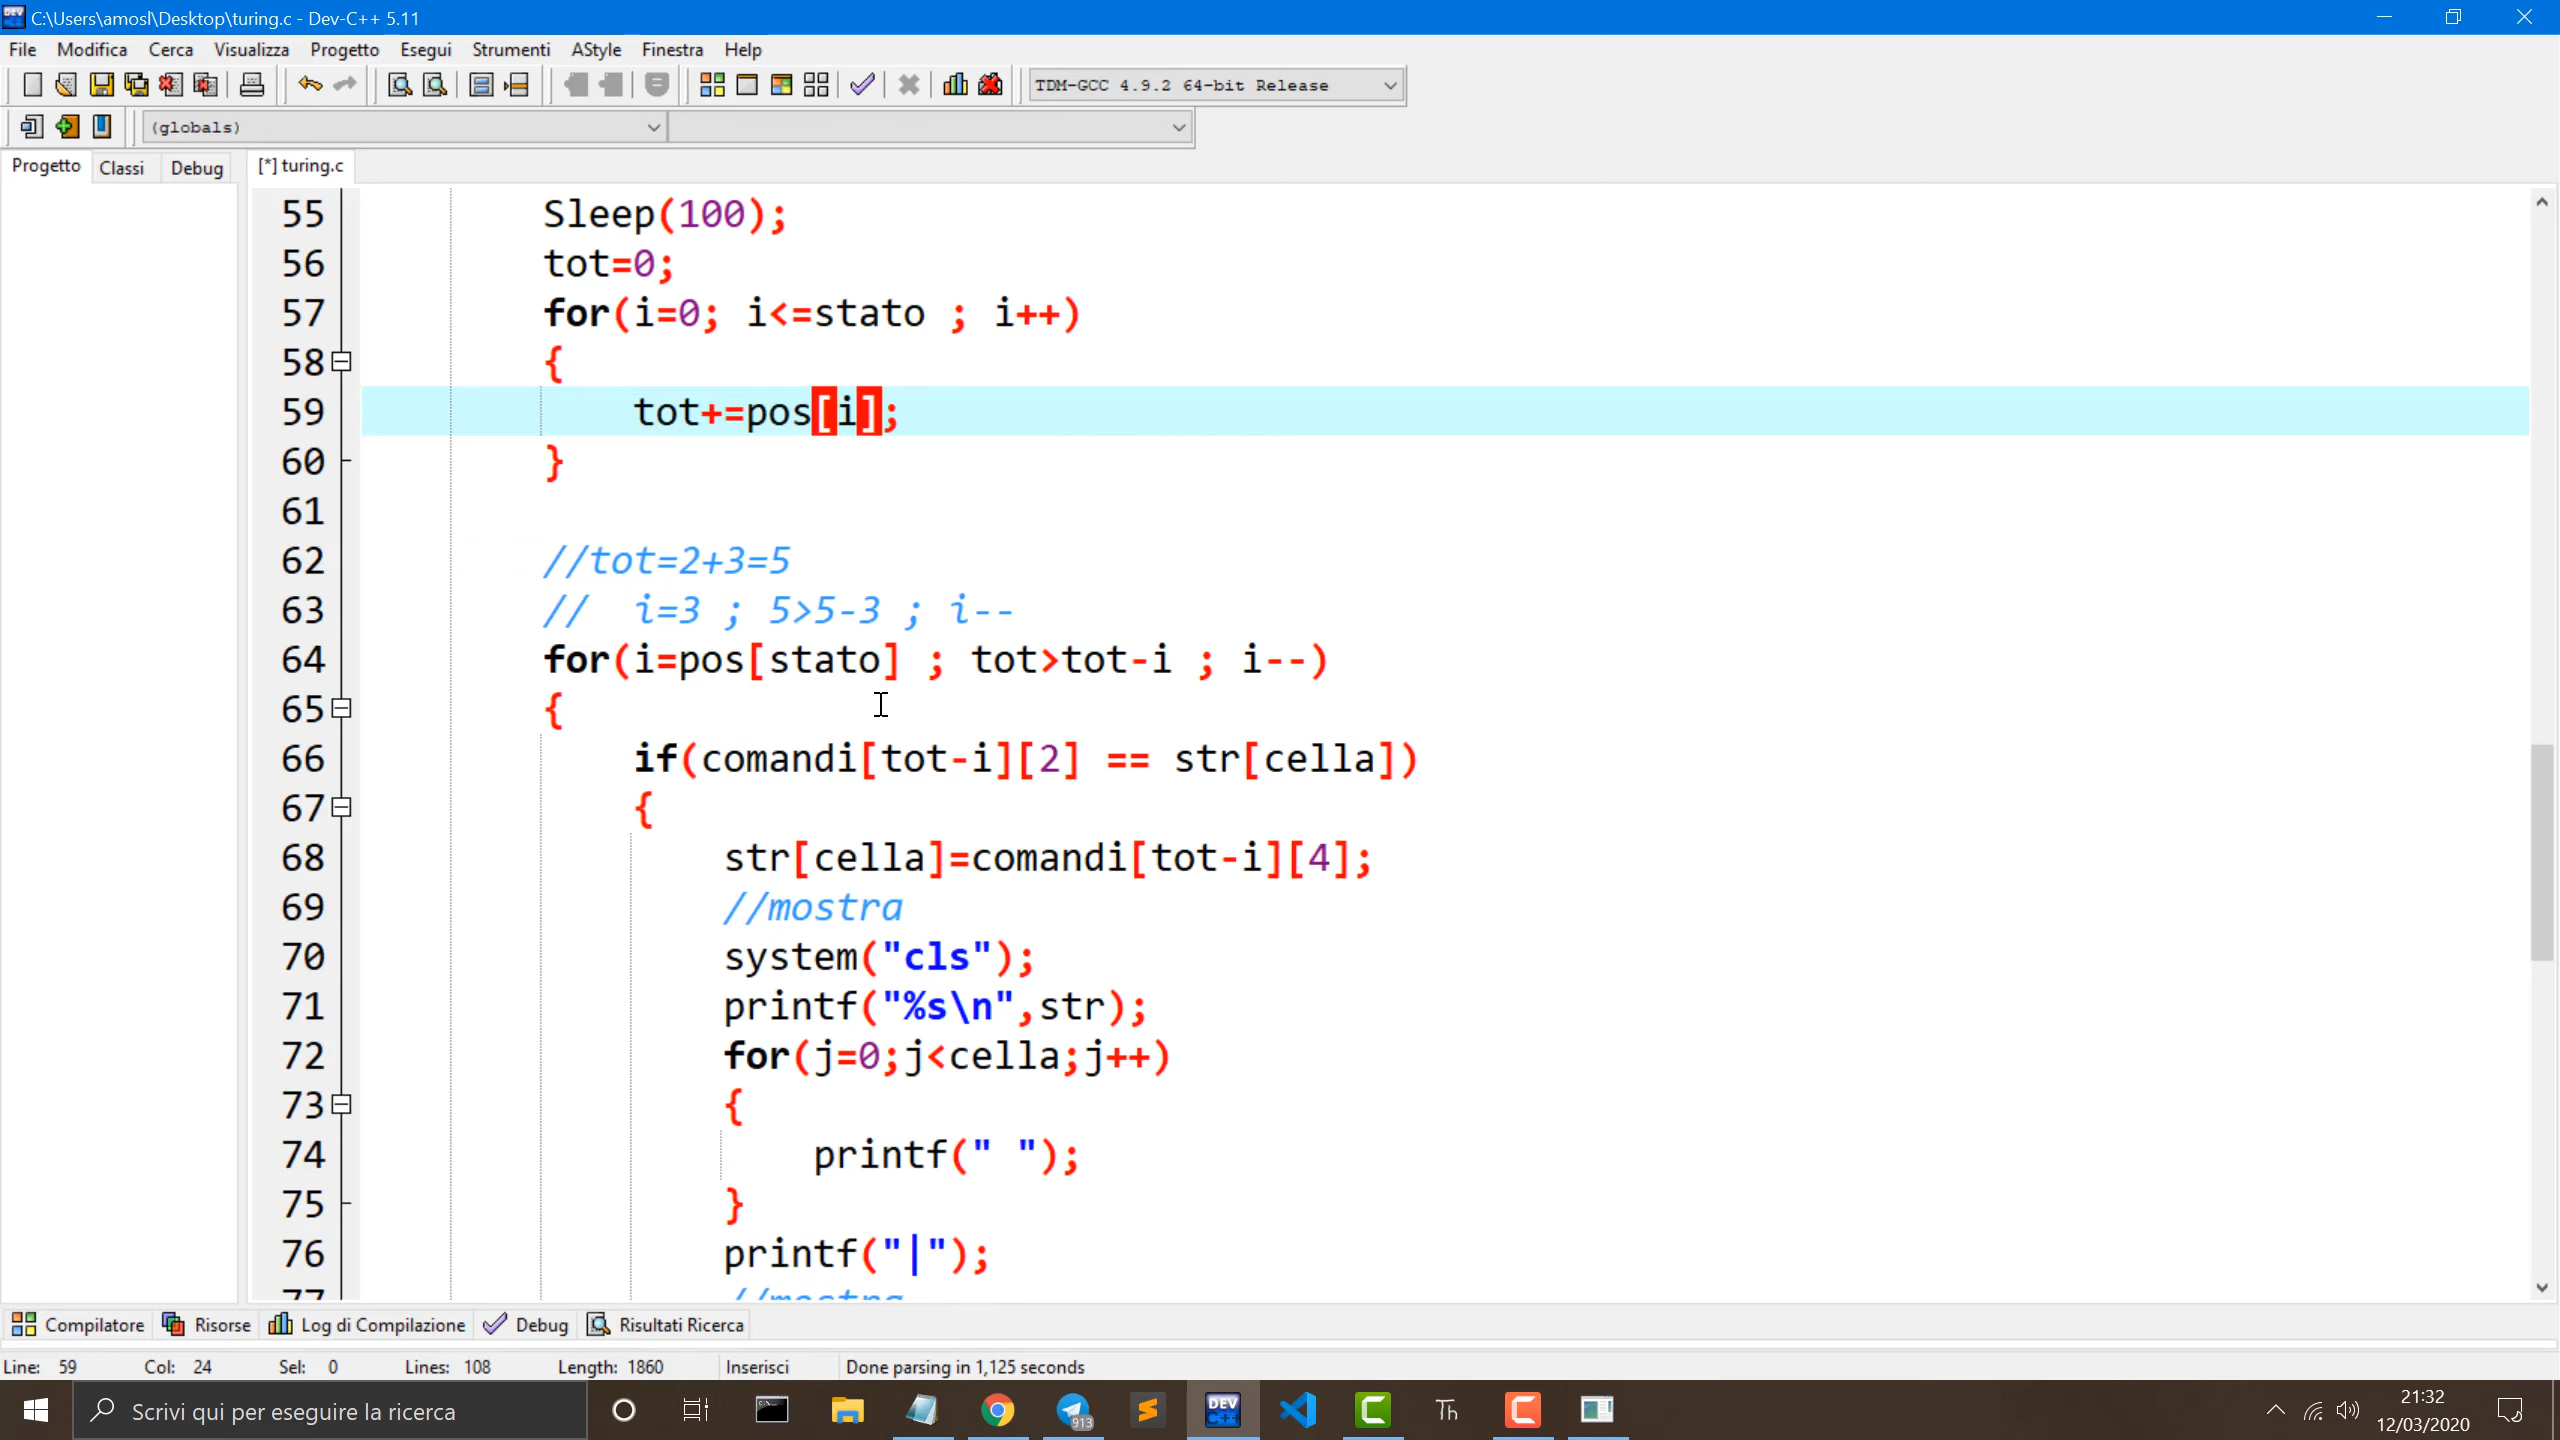 C:\Users\amosl\Desktop\turing.c - Dev-C++ 5.11
File Modifica Cerca Visualizza Progetto Esegui Strumenti AStyle Finestra Help
TDM-GCC 4.9.2 64-bit Release
(globals)
Progetto Classi Debug [*] turing.c
55 Sleep(100);
56 tot=0;
57 for(i=0; i<=stato ; i++)
58 {
59 tot+=pos[i];
60 }
61
62 //tot=2+3=5
63 // i=3 ; 5>5-3 ; i--
64 for(i=pos[stato] ; tot>tot-i ; i--)
65 {
66 if(comandi[tot-i][2] == str[cella])
67 {
68 str[cella]=comandi[tot-i][4];
69 //mostra
70 system("cls");
71 printf("%s\n",str);
72 for(j=0;j<cella;j++)
73 {
74 printf(" ");
75 }
76 printf("|");
77 //mostra
Compilatore Risorse Log di Compilazione Debug Risultati Ricerca
Line: 59 Col: 24 Sel: 0 Lines: 108 Length: 1860 Inserisci Done parsing in 1,125 seconds
Scrivi qui per eseguire la ricerca
913
DEV C++
Th
21:32
12/03/2020